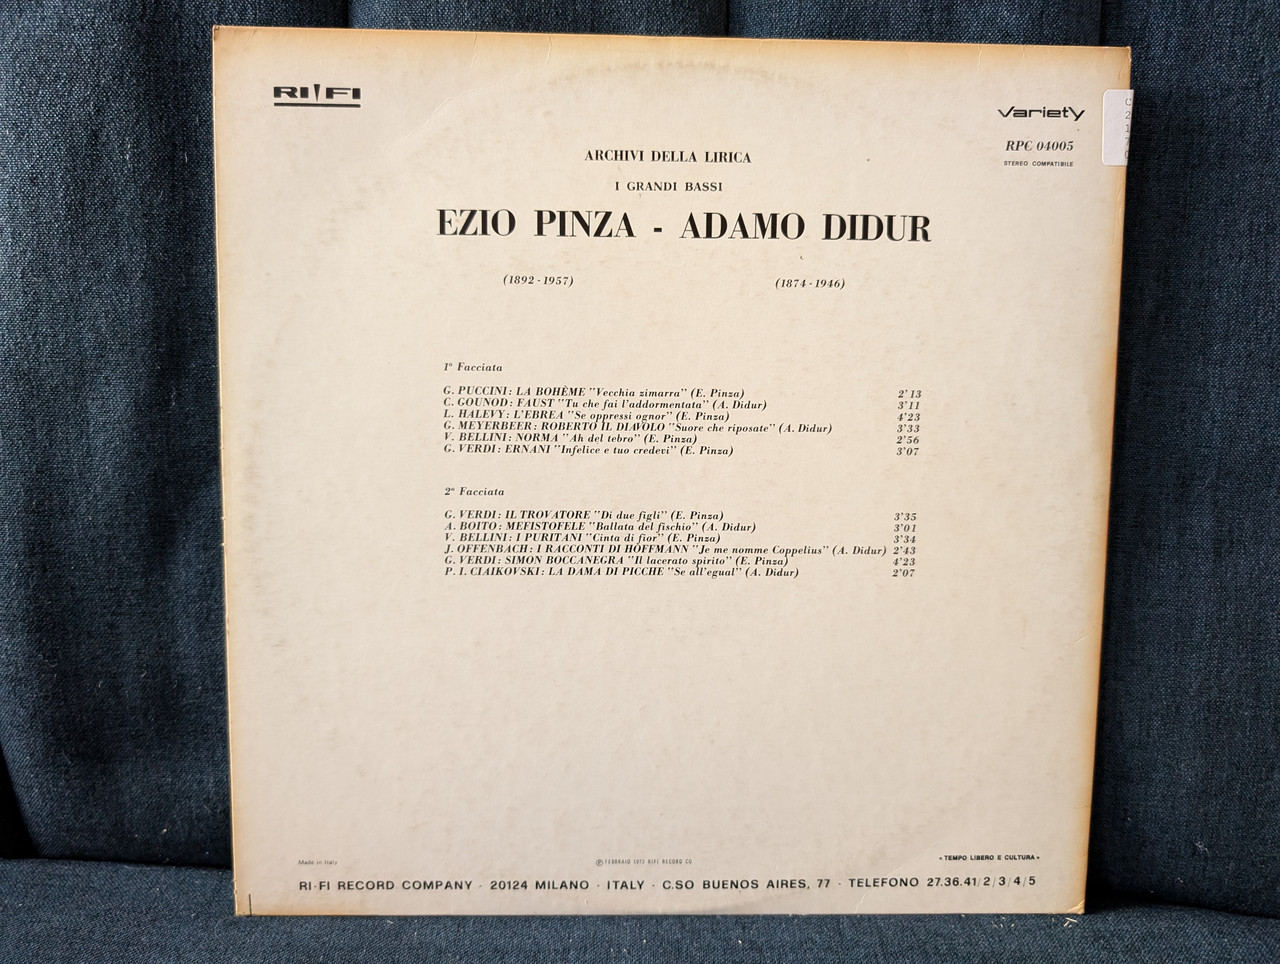 RI-FI
variety
RPC 04005
STEREO COMPATIBILE
ARCHIVI DELLA LIRICA
I GRANDI BASSI
EZIO PINZA - ADAMO DIDUR
(1892 - 1957) (1874 - 1946)
1° Facciata
G. PUCCINI: LA BOHÈME "Vecchia zimarra" (E. Pinza) 2'13
C. GOUNOD: FAUST "Tu che fai l'addormentata" (A. Didur) 3'11
L. HALEVY: L'EBREA "Se oppressi ognor" (E. Pinza) 4'23
G. MEYERBEER: ROBERTO IL DIAVOLO "Suore che riposate" (A. Didur) 3'33
V. BELLINI: NORMA "Ah del tebro" (E. Pinza) 2'56
G. VERDI: ERNANI "Infelice e tuo credevi" (E. Pinza) 3'07
2° Facciata
G. VERDI: IL TROVATORE "Di due figli" (E. Pinza) 3'35
A. BOITO: MEFISTOFELE "Ballata del fischio" (A. Didur) 3'01
V. BELLINI: I PURITANI "Cinta di fior" (E. Pinza) 3'34
J. OFFENBACH: I RACCONTI DI HOFFMANN "Je me nomme Coppelius" (A. Didur) 2'43
G. VERDI: SIMON BOCCANEGRA "Il lacerato spirito" (E. Pinza) 4'23
P. I. CIAIKOVSKI: LA DAMA DI PICCHE "Se all'egual" (A. Didur) 2'07
Made in Italy
Ⓟ FEBBRAIO 1973 RIFI RECORD CO
« TEMPO LIBERO E CULTURA »
RI-FI RECORD COMPANY · 20124 MILANO · ITALY · C.SO BUENOS AIRES, 77 · TELEFONO 27.36.41/2/3/4/5